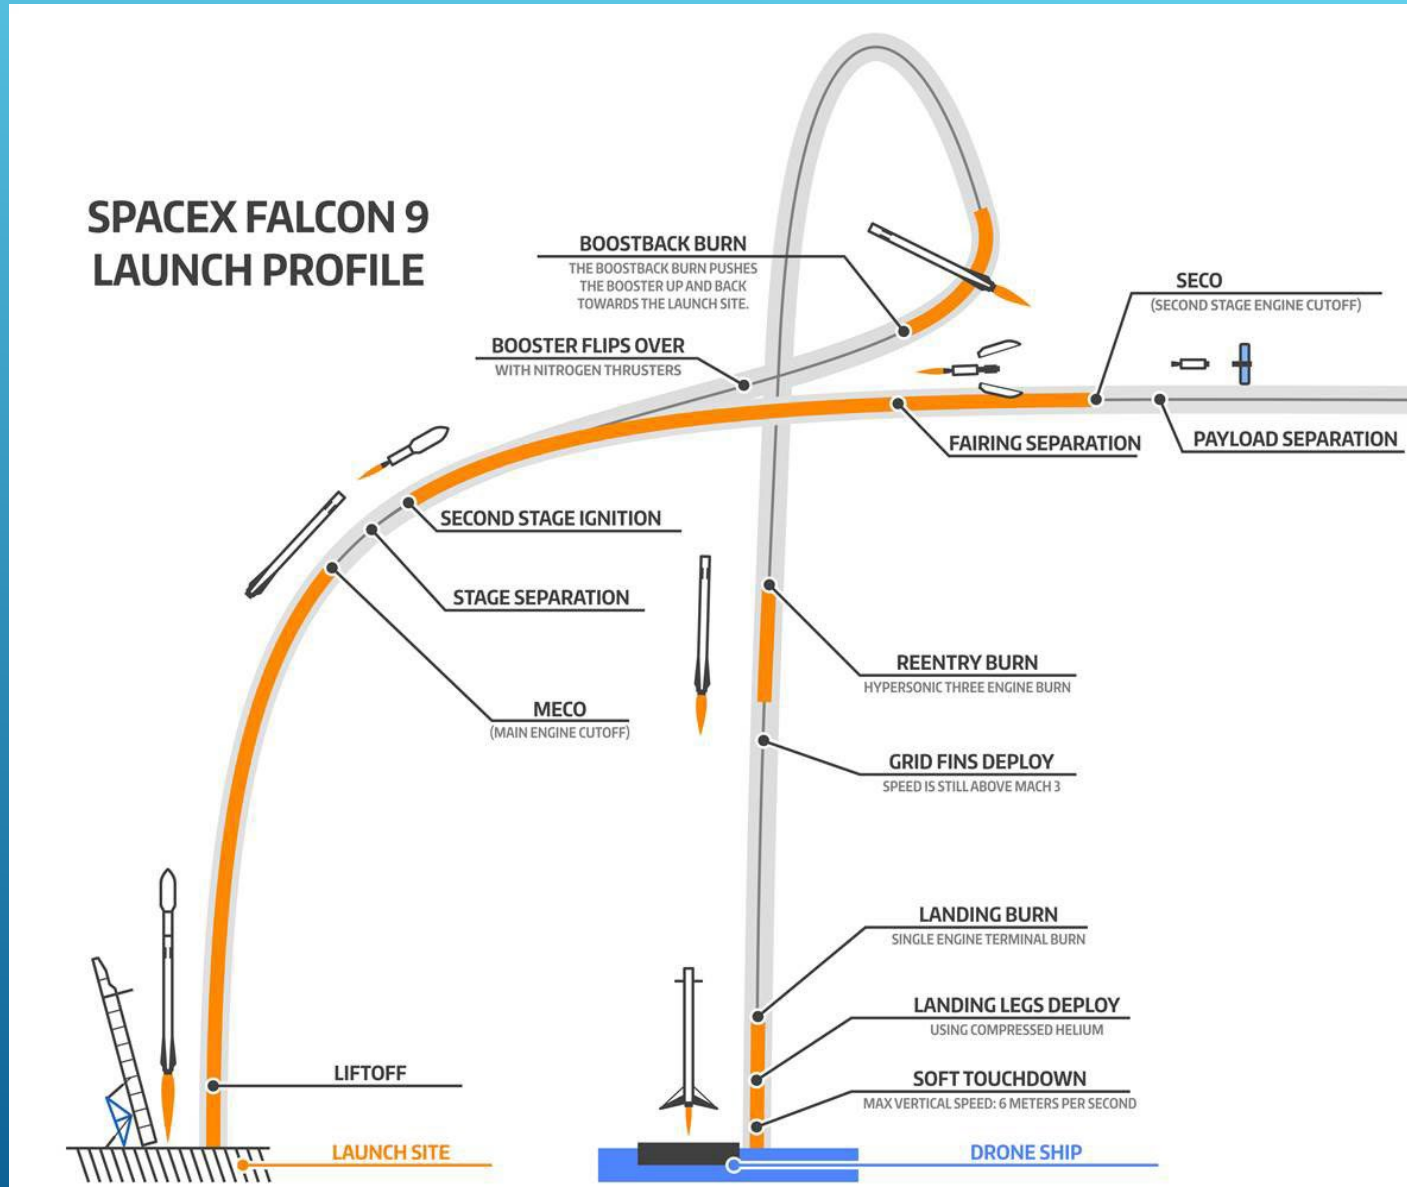 SPACEX FALCON 9
LAUNCH PROFILE
BOOSTBACK BURN
THE BOOSTBACK BURN PUSHES
THE BOOSTER UP AND BACK
TOWARDS THE LAUNCH SITE.
SECO
(SECOND STAGE ENGINE CUTOFF)
BOOSTER FLIPS OVER
WITH NITROGEN THRUSTERS
FAIRING SEPARATION
PAYLOAD SEPARATION
SECOND STAGE IGNITION
STAGE SEPARATION
MECO
(MAIN ENGINE CUTOFF)
REENTRY BURN
HYPERSONIC THREE ENGINE BURN
GRID FINS DEPLOY
SPEED IS STILL ABOVE MACH 3
LANDING BURN
SINGLE ENGINE TERMINAL BURN
LANDING LEGS DEPLOY
USING COMPRESSED HELIUM
LIFTOFF
SOFT TOUCHDOWN
MAX VERTICAL SPEED: 6 METERS PER SECOND
LAUNCH SITE
DRONE SHIP